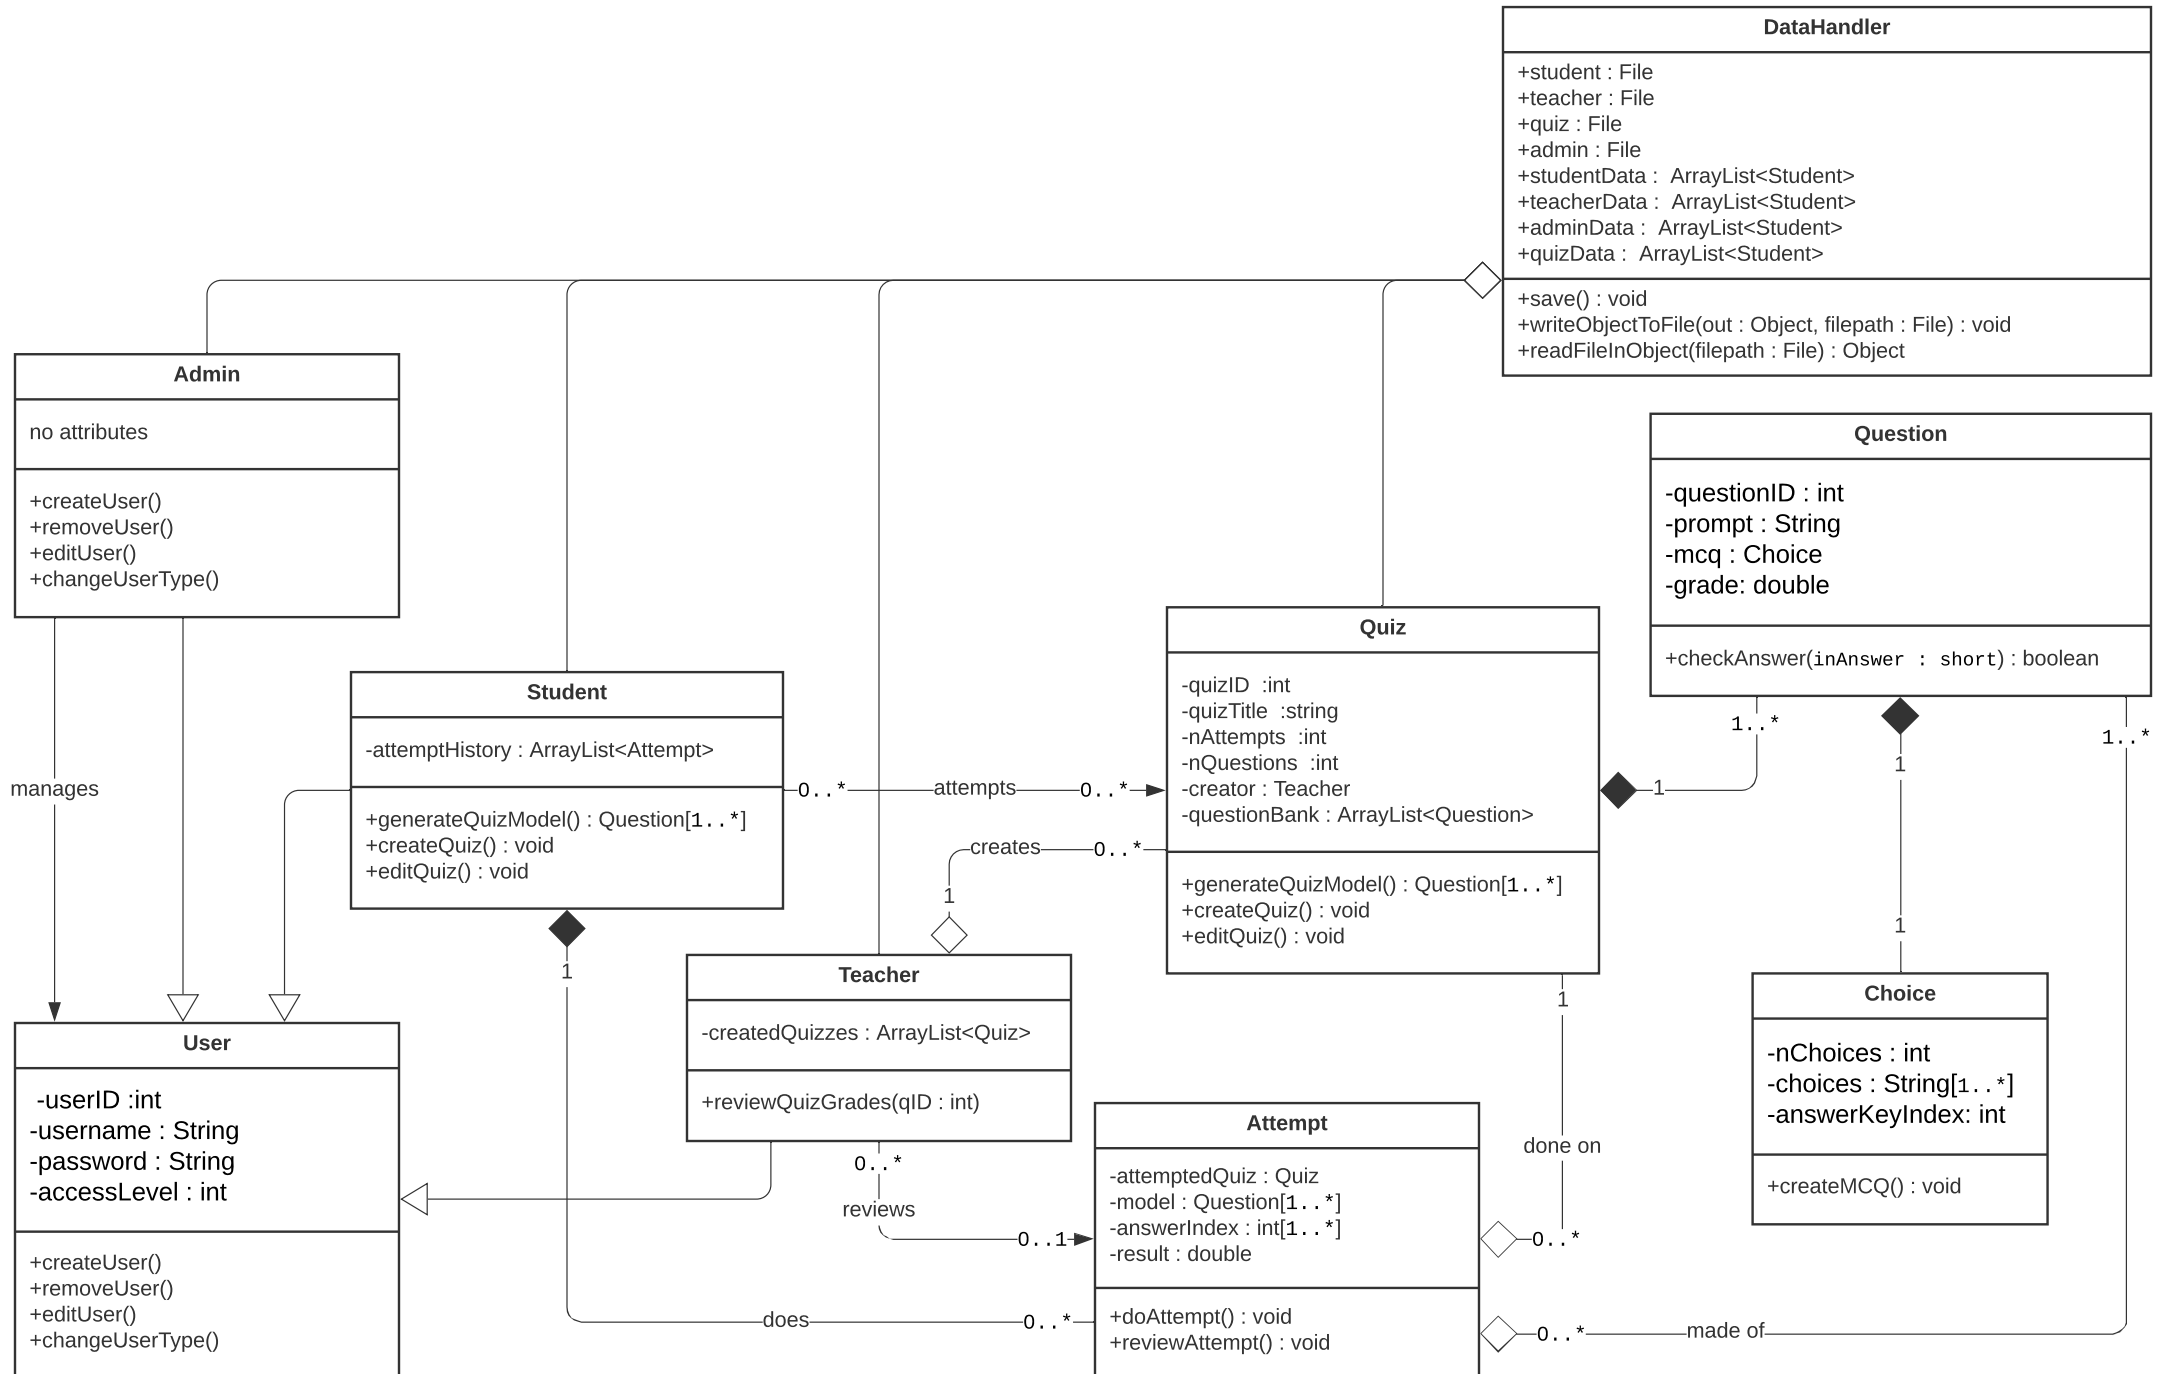 DataHandler
+student : File
+teacher : File
+quiz : File
+admin : File
+studentData :  ArrayList<Student>
+teacherData :  ArrayList<Student>
+adminData :  ArrayList<Student>
+quizData :  ArrayList<Student>
+save() : void
+writeObjectToFile(out : Object, filepath : File) : void
+readFileInObject(filepath : File) : Object
Admin
no attributes
+createUser()
+removeUser()
+editUser()
+changeUserType()
manages
Question
-questionID : int
-prompt : String
-mcq : Choice
-grade: double
+checkAnswer(inAnswer : short) : boolean
1..*
1
1..*
1
1
Student
-attemptHistory : ArrayList<Attempt>
+generateQuizModel() : Question[1..*]
+createQuiz() : void
+editQuiz() : void
0..*
attempts
0..*
creates
0..*
1
1
Quiz
-quizID  :int
-quizTitle  :string
-nAttempts  :int
-nQuestions  :int
-creator : Teacher
-questionBank : ArrayList<Question>
+generateQuizModel() : Question[1..*]
+createQuiz() : void
+editQuiz() : void
1
done on
0..*
Teacher
-createdQuizzes : ArrayList<Quiz>
+reviewQuizGrades(qID : int)
0..*
reviews
0..1
Choice
-nChoices : int
-choices : String[1..*]
-answerKeyIndex: int
+createMCQ() : void
User
-userID :int
-username : String
-password : String
-accessLevel : int
+createUser()
+removeUser()
+editUser()
+changeUserType()
does
0..*
Attempt
-attemptedQuiz : Quiz
-model : Question[1..*]
-answerIndex : int[1..*]
-result : double
+doAttempt() : void
+reviewAttempt() : void
0..*
made of